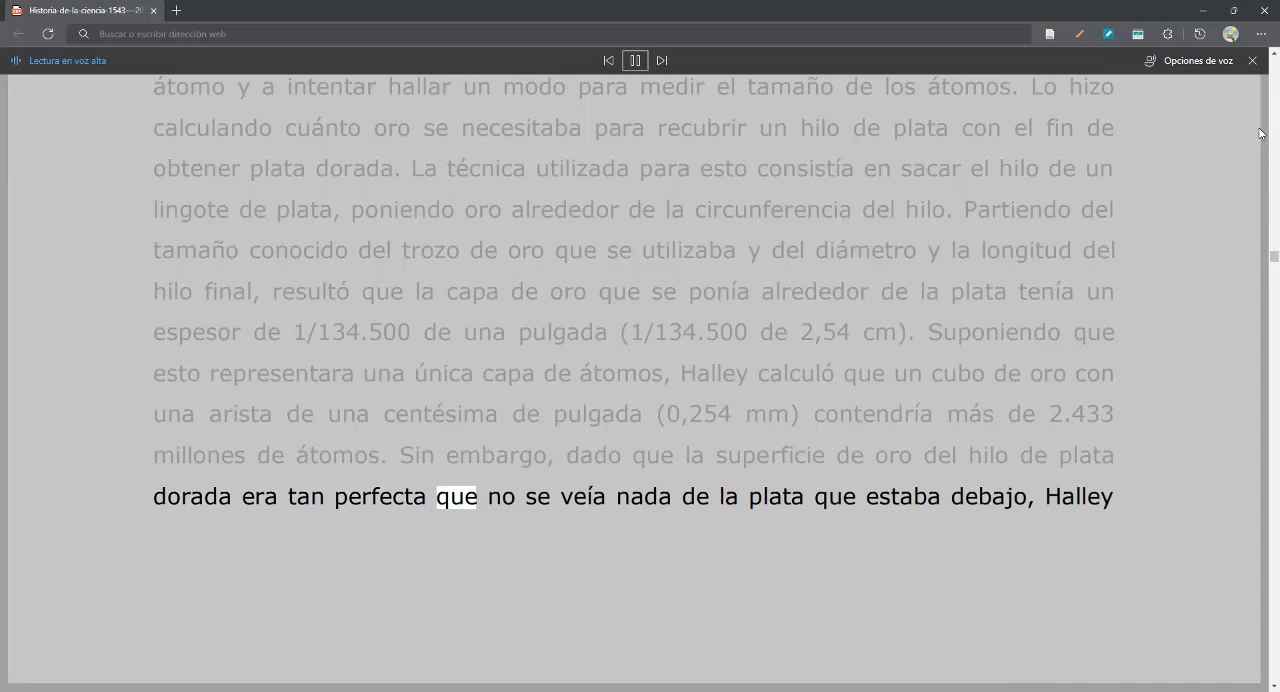 Historia-de-la-ciencia-1543---20
Buscar o escribir dirección web
Lectura en voz alta
Opciones de voz
átomo y a intentar hallar un modo para medir el tamaño de los átomos. Lo hizo
calculando cuánto oro se necesitaba para recubrir un hilo de plata con el fin de
obtener plata dorada. La técnica utilizada para esto consistía en sacar el hilo de un
lingote de plata, poniendo oro alrededor de la circunferencia del hilo. Partiendo del
tamaño conocido del trozo de oro que se utilizaba y del diámetro y la longitud del
hilo final, resultó que la capa de oro que se ponía alrededor de la plata tenía un
espesor de 1/134.500 de una pulgada (1/134.500 de 2,54 cm). Suponiendo que
esto representara una única capa de átomos, Halley calculó que un cubo de oro con
una arista de una centésima de pulgada (0,254 mm) contendría más de 2.433
millones de átomos. Sin embargo, dado que la superficie de oro del hilo de plata
dorada era tan perfecta que no se veía nada de la plata que estaba debajo, Halley